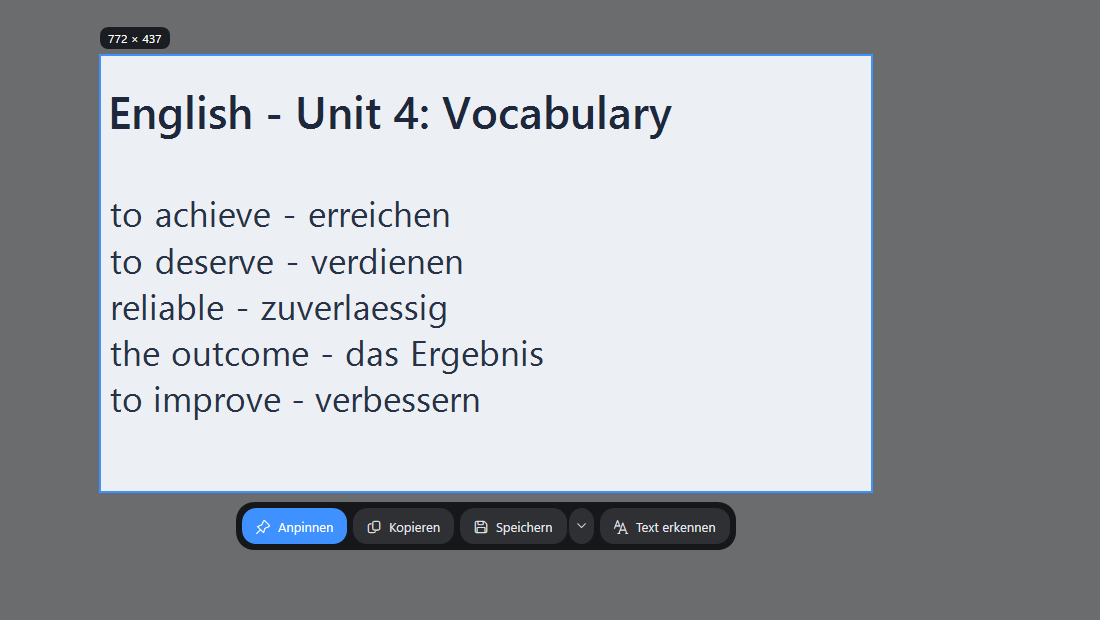 772 × 437
English - Unit 4: Vocabulary
to achieve - erreichen
to deserve - verdienen
reliable - zuverlaessig
the outcome - das Ergebnis
to improve - verbessern
Anpinnen Kopieren Speichern Text erkennen